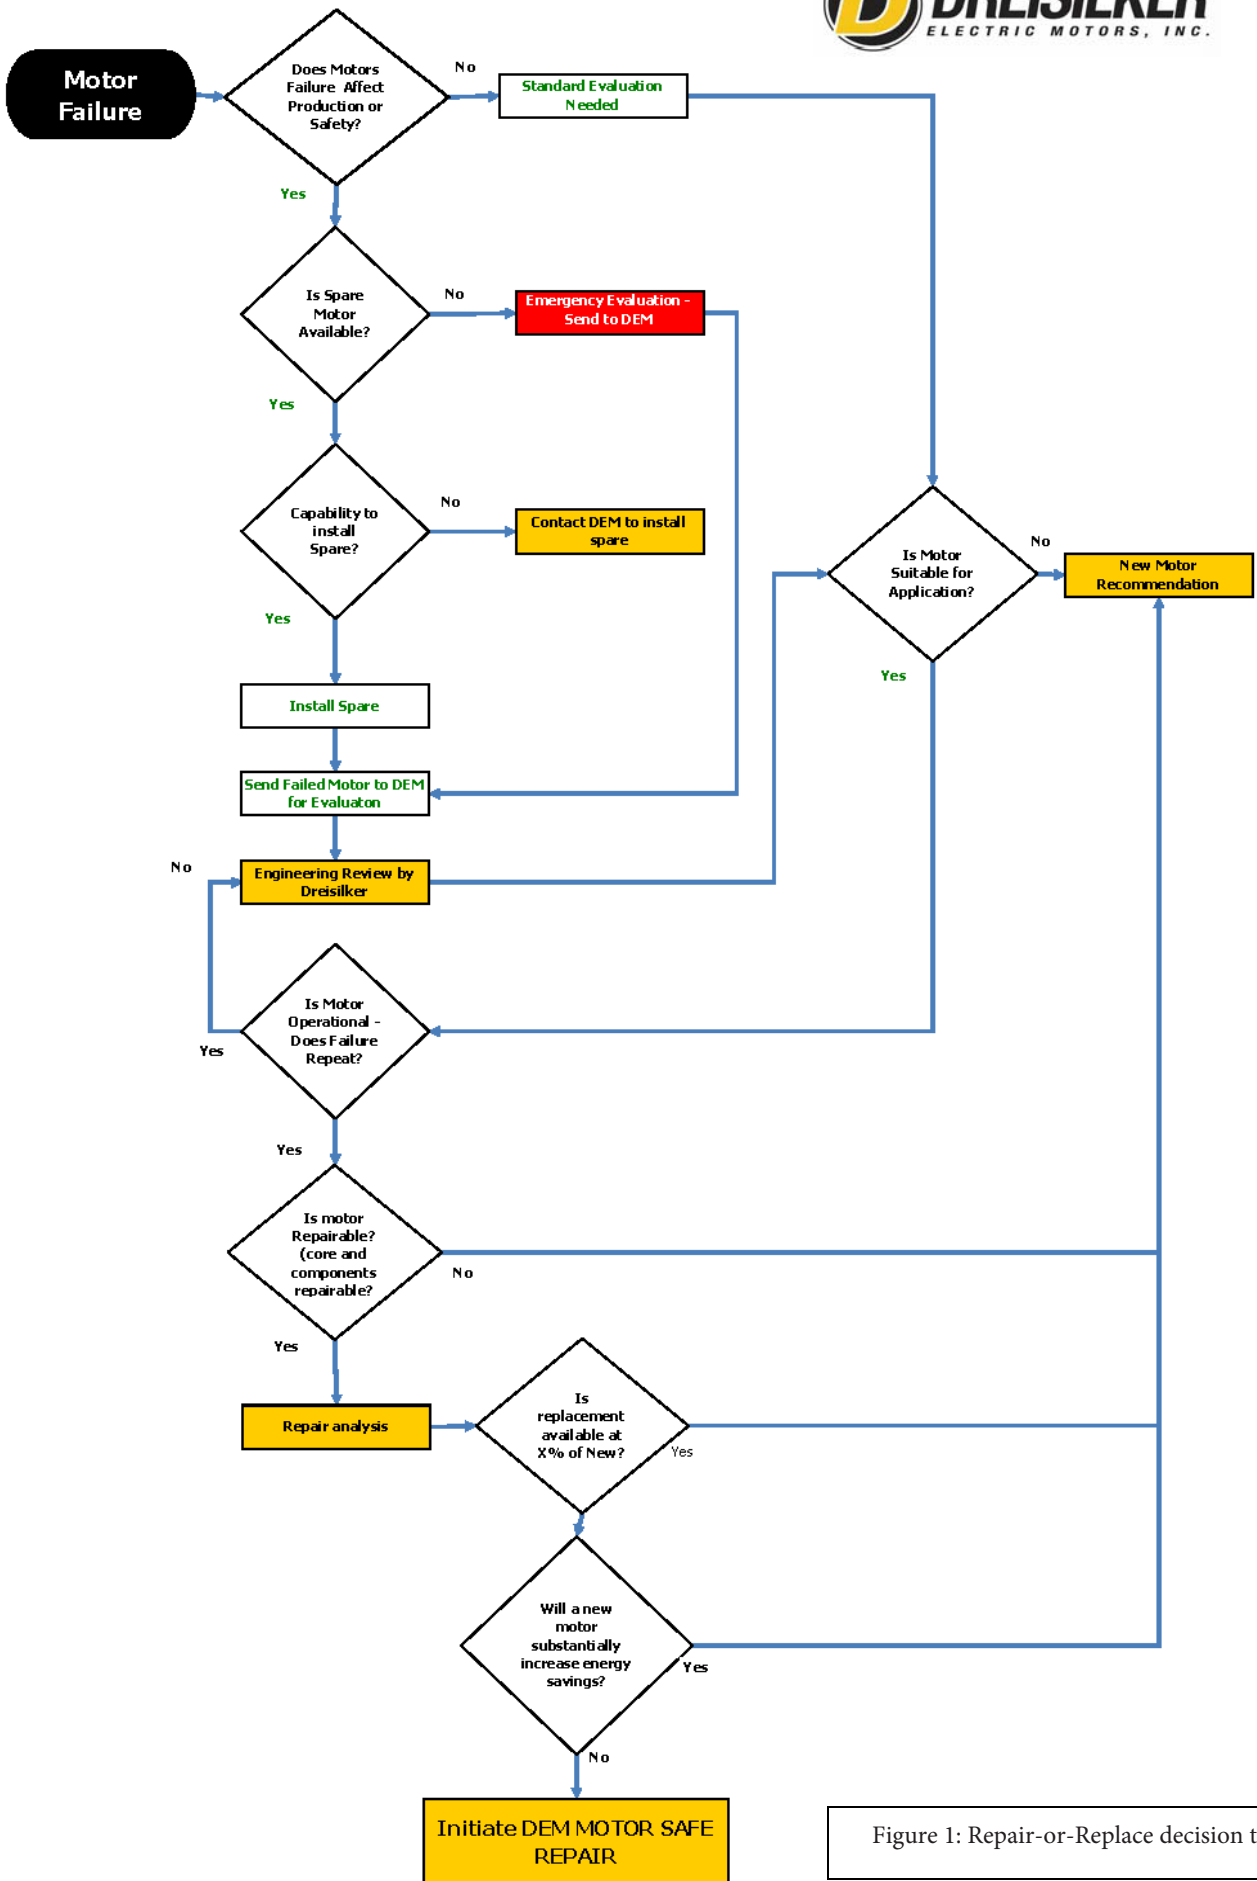 DREISILKER
ELECTRIC MOTORS, INC.
Motor
Failure
Does Motors
Failure Affect
Production or
Safety?
No
Standard Evaluation
Needed
Yes
Is Spare
Motor
Available?
No
Emergency Evaluation -
Send to DEM
Yes
Capability to
install
Spare?
No
Contact DEM to install
spare
Is Motor
Suitable for
Application?
No
New Motor
Recommendation
Yes
Yes
Install Spare
Send Failed Motor to DEM
for Evaluaton
No
Engineering Review by
Dreisilker
Is Motor
Operational -
Does Failure
Repeat?
Yes
Yes
Is motor
Repairable?
(core and
components
repairable?
No
Yes
Repair analysis
Is
replacement
available at
X% of New?
Yes
Will a new
motor
substantially
increase energy
savings?
Yes
No
Initiate DEM MOTOR SAFE
REPAIR
Figure 1: Repair-or-Replace decision t